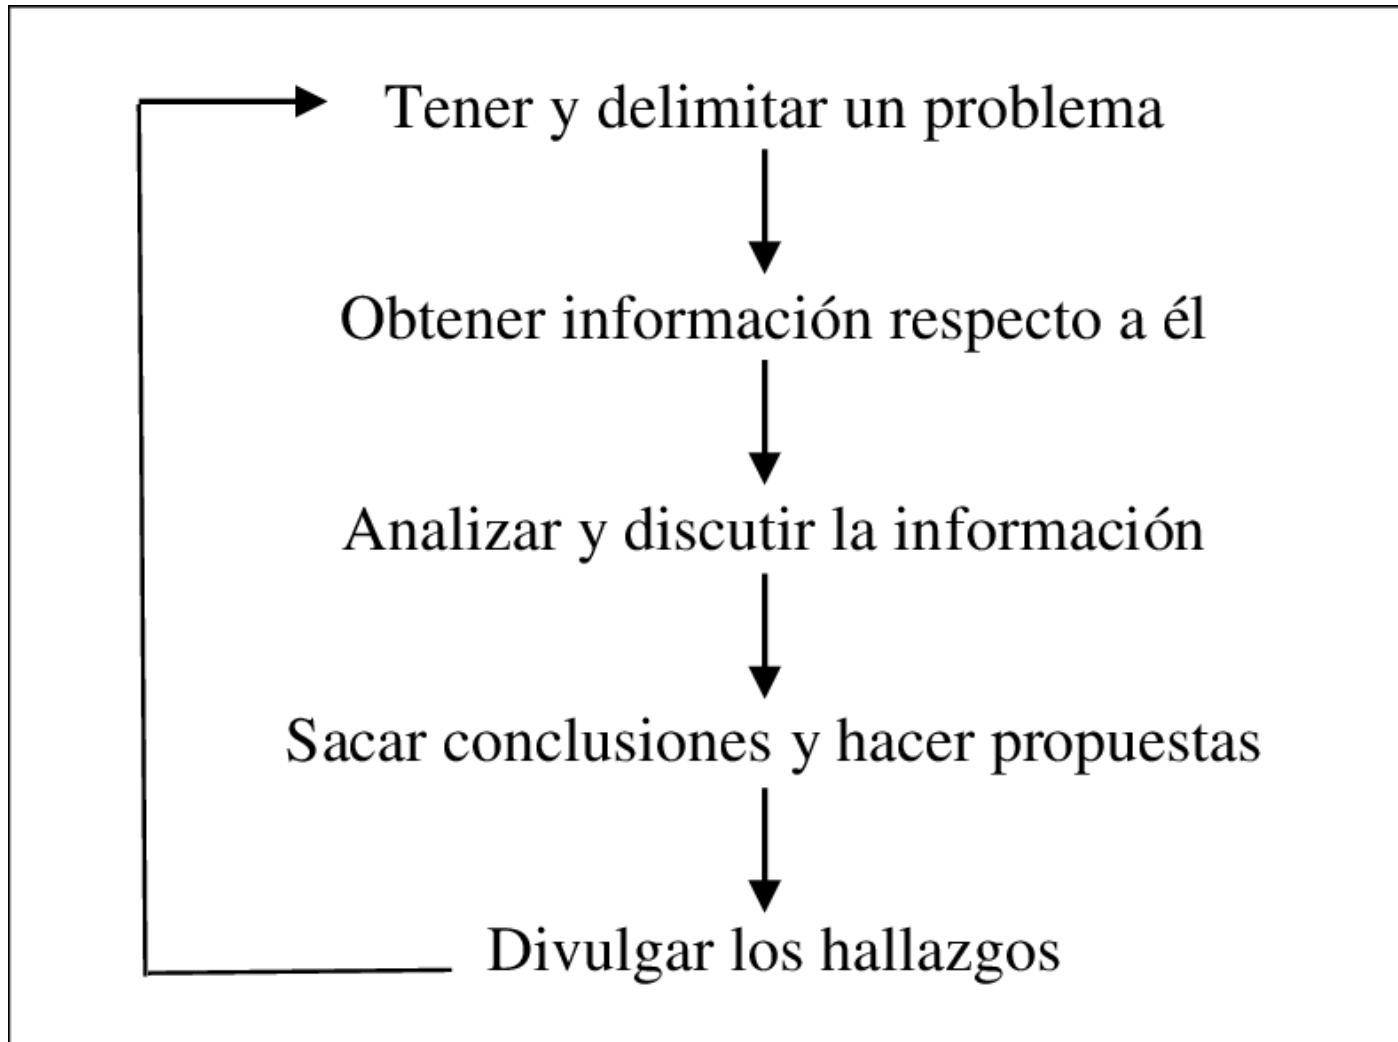 Tener y delimitar un problema
Obtener información respecto a él
Analizar y discutir la información
Sacar conclusiones y hacer propuestas
Divulgar los hallazgos